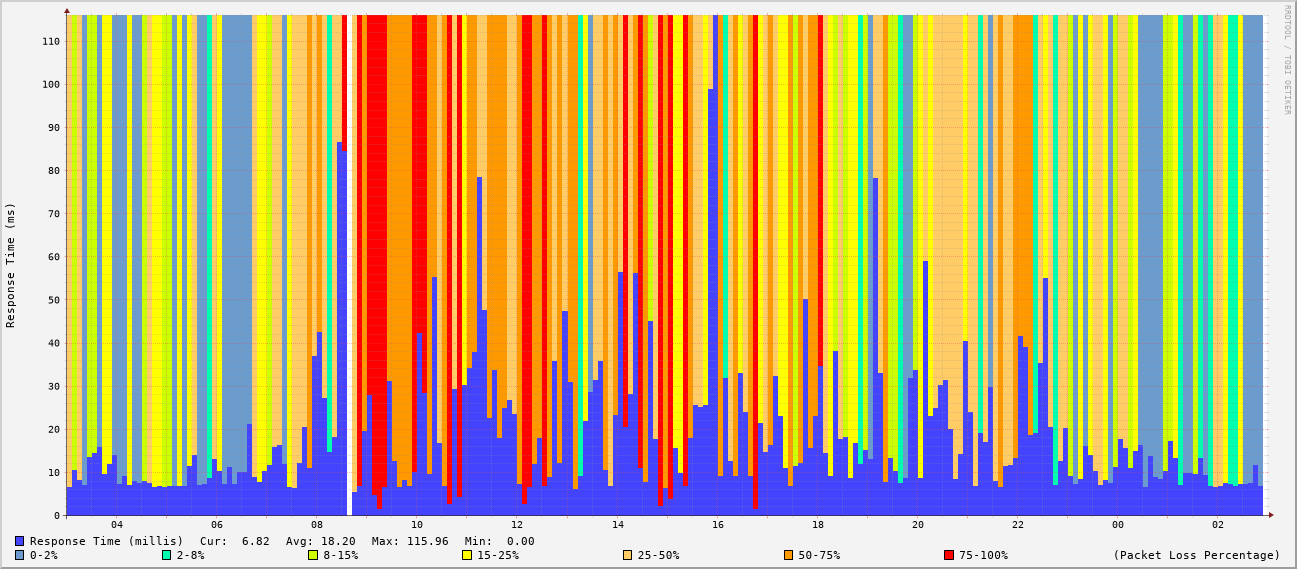 RRDTOOL / TOBI OETIKER
Response Time (ms)
110
100
90
80
70
60
50
40
30
20
10
0
04 06 08 10 12 14 16 18 20 22 00 02
Response Time (millis) Cur: 6.82 Avg: 18.20 Max: 115.96 Min: 0.00
0-2% 2-8% 8-15% 15-25% 25-50% 50-75% 75-100% (Packet Loss Percentage)